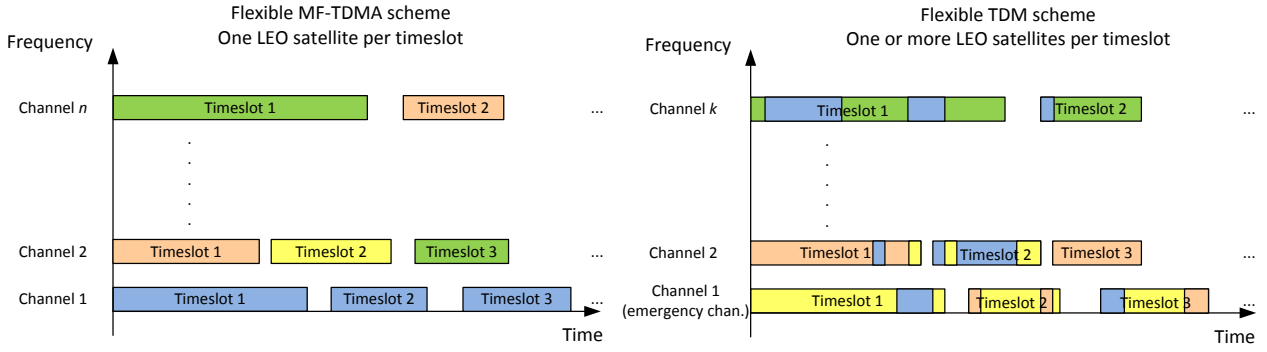 Flexible MF-TDMA scheme
One LEO satellite per timeslot
Frequency
Channel n
Timeslot 1
Timeslot 2
...
Channel 2
Timeslot 1
Timeslot 2
Timeslot 3
...
Channel 1
Timeslot 1
Timeslot 2
Timeslot 3
...
Time
Flexible TDM scheme
One or more LEO satellites per timeslot
Frequency
Channel k
Timeslot 1
Timeslot 2
...
Channel 2
Timeslot 1
Timeslot 2
Timeslot 3
...
Channel 1
(emergency chan.)
Timeslot 1
Timeslot 2
Timeslot 3
...
Time